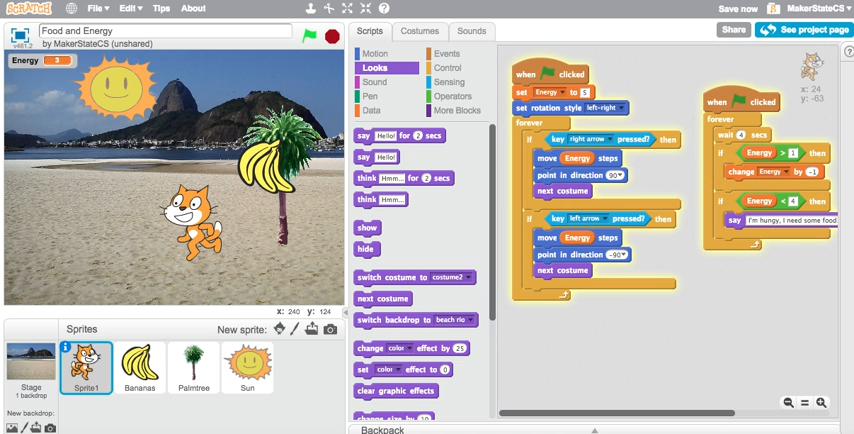 SCRATCH File Edit Tips About Save now MakerStateCS
Food and Energy
v461.2 by MakerStateCS (unshared)
Share See project page
Scripts Costumes Sounds
Energy 3
Motion Events
Looks Control
Sound Sensing
Pen Operators
Data More Blocks
say Hello! for 2 secs
say Hello!
think Hmm... for 2 secs
think Hmm...
show
hide
switch costume to costume2
next costume
switch backdrop to beach rio
change color effect by 25
set color effect to 0
clear graphic effects
change size by 10
when clicked
set Energy to 5
set rotation style left-right
forever
if key right arrow pressed? then
move Energy steps
point in direction 90
next costume
if key left arrow pressed? then
move Energy steps
point in direction -90
next costume
when clicked
forever
wait 4 secs
if Energy > 1 then
change Energy by -1
if Energy < 4 then
say I'm hungy, I need some food
x: 24
y: -63
x: 240 y: 124
Sprites New sprite:
Stage
1 backdrop
New backdrop:
Sprite1 Bananas Palmtree Sun
Backpack